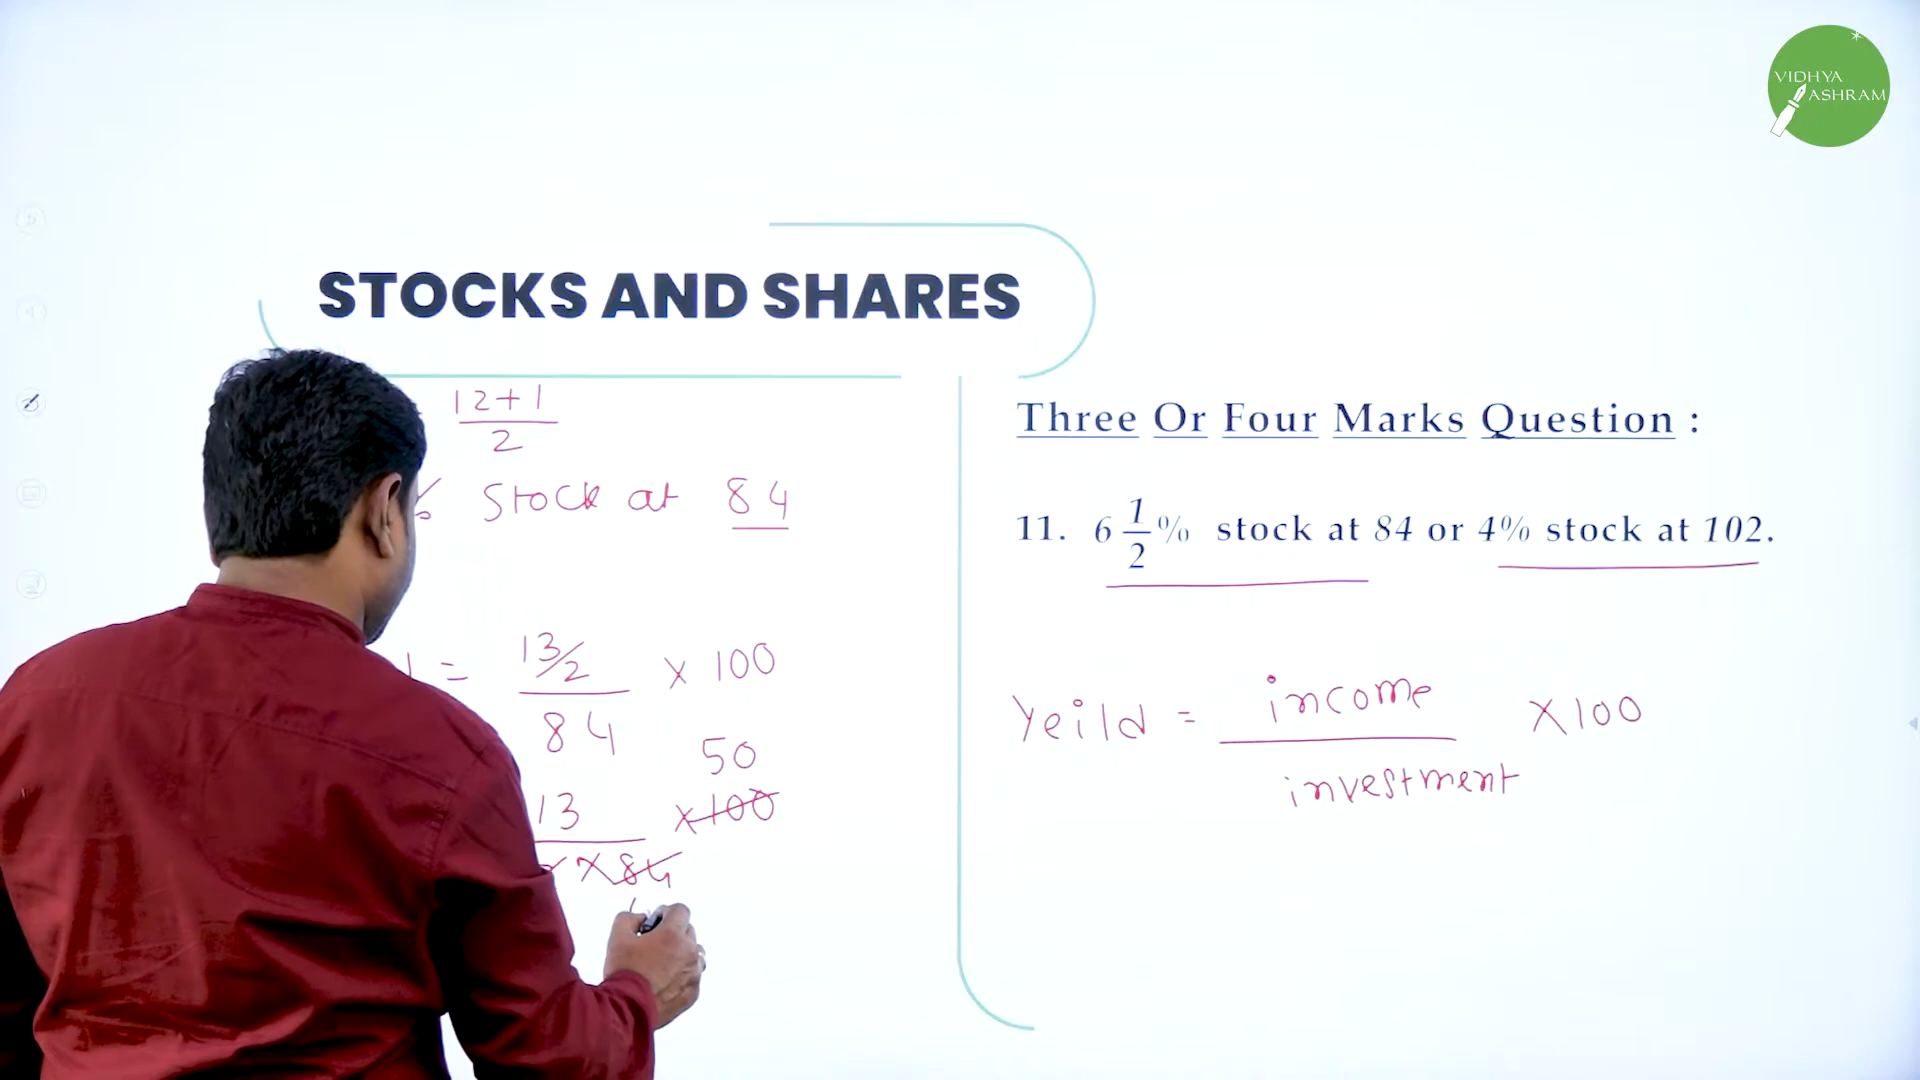 VIDHYA
ASHRAM
STOCKS AND SHARES
12+1
2
% Stock at 84
= 13/2 × 100
84
50
13 ×100
×84
Three Or Four Marks Question :
11. 6 1/2 % stock at 84 or 4% stock at 102.
Yeild = income × 100
investment